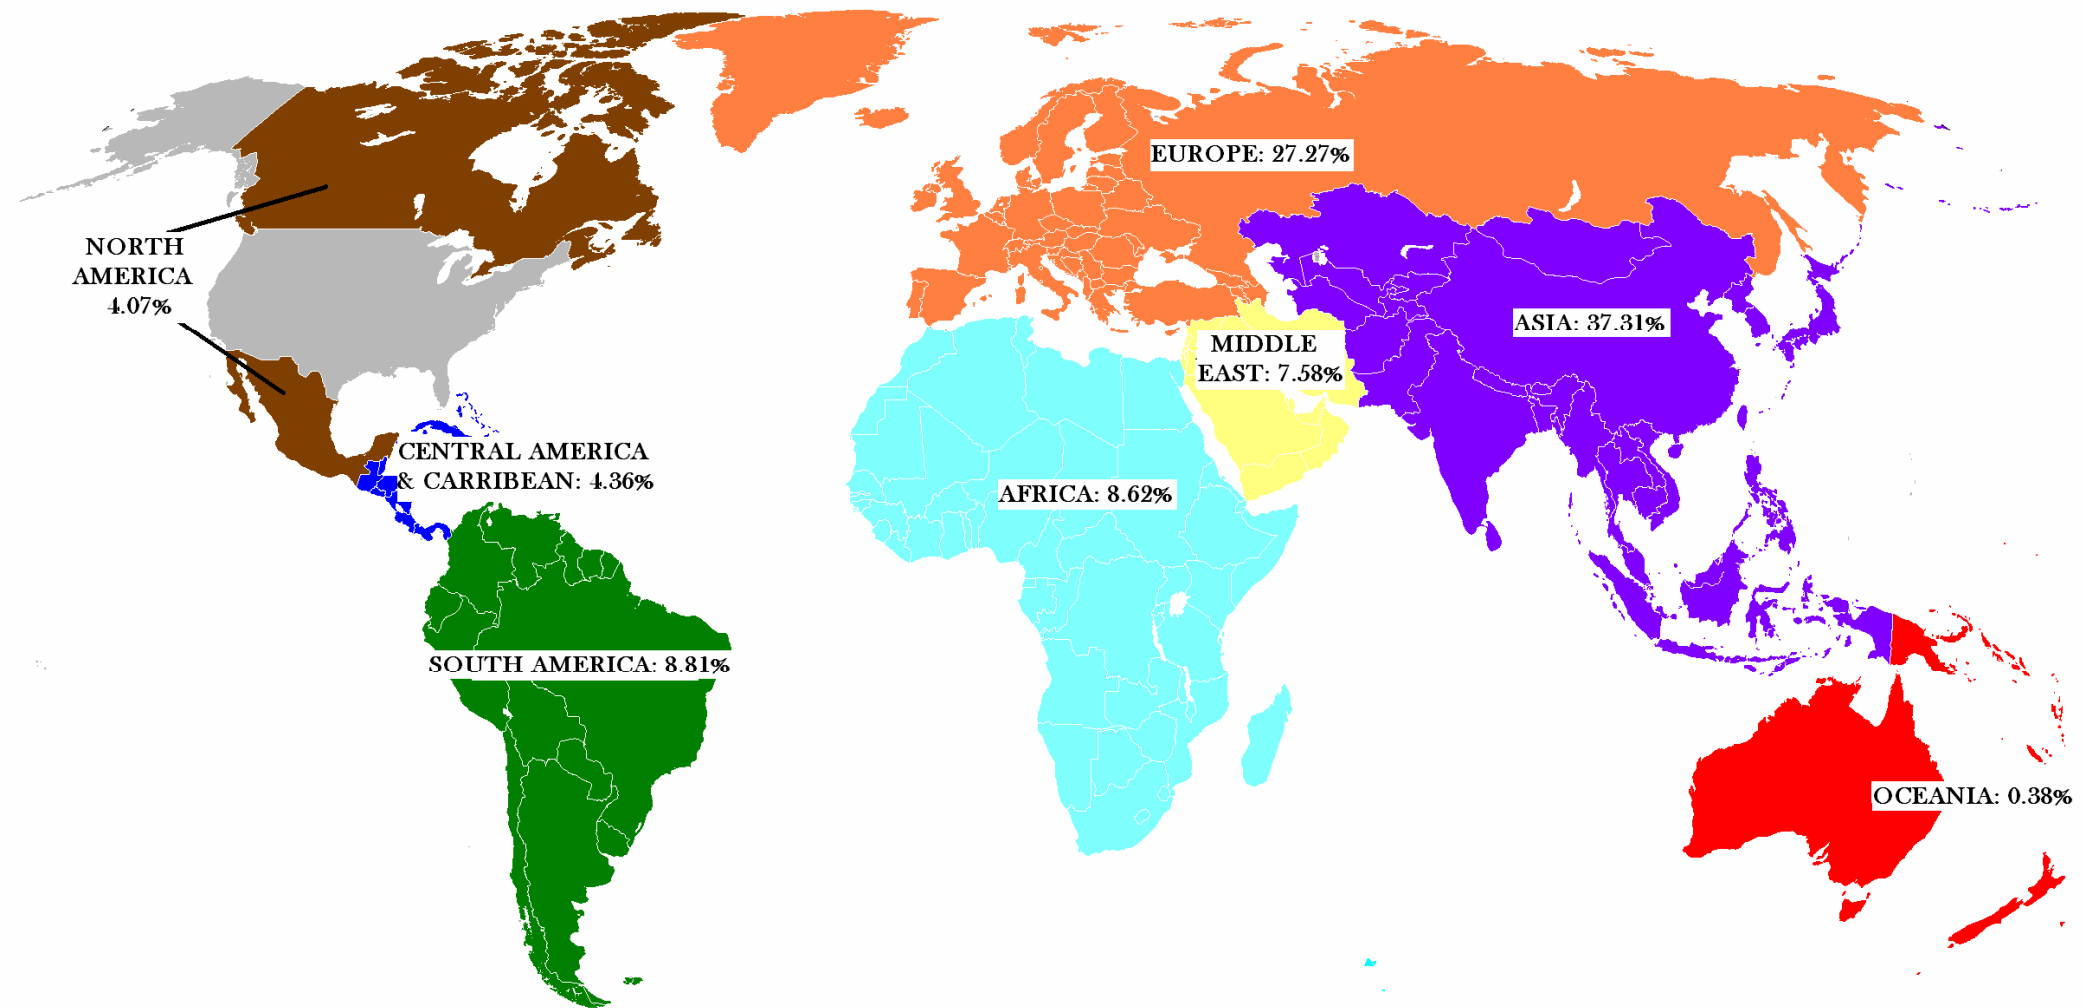 EUROPE: 27.27%
NORTH
AMERICA
4.07%
ASIA: 37.31%
MIDDLE
EAST: 7.58%
CENTRAL AMERICA
& CARRIBEAN: 4.36%
AFRICA: 8.62%
SOUTH AMERICA: 8.81%
OCEANIA: 0.38%